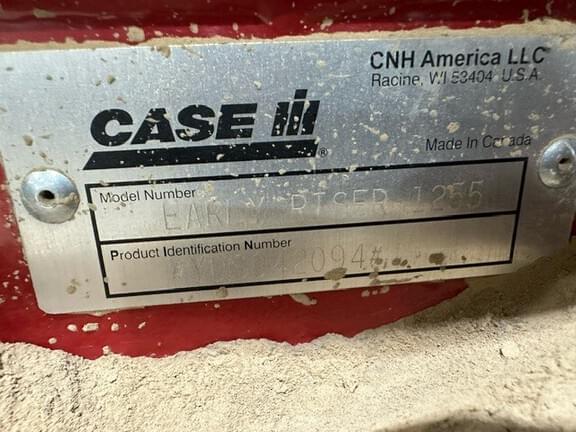 CNH America LLC
Racine, WI 53404 U.S.A.
CASE IH
®
Made In Canada
Model Number
EARLY RISER 1255
Product Identification Number